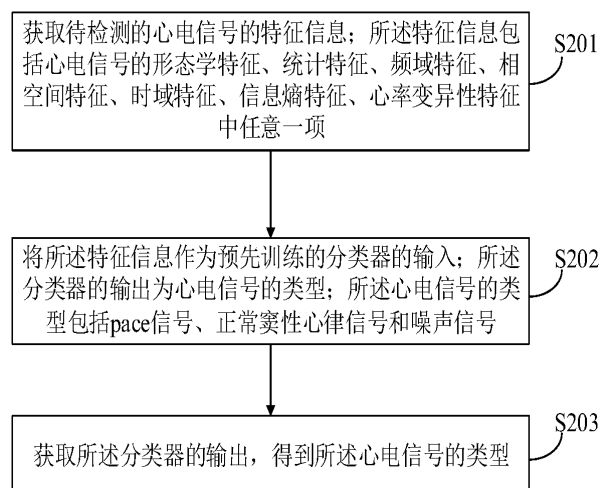 获取待检测的心电信号的特征信息；所述特征信息包
括心电信号的形态学特征、统计特征、频域特征、相
空间特征、时域特征、信息熵特征、心率变异性特征
中任意一项
S201
将所述特征信息作为预先训练的分类器的输入；所述
分类器的输出为心电信号的类型；所述心电信号的类
型包括pace信号、正常窦性心律信号和噪声信号
S202
获取所述分类器的输出，得到所述心电信号的类型
S203